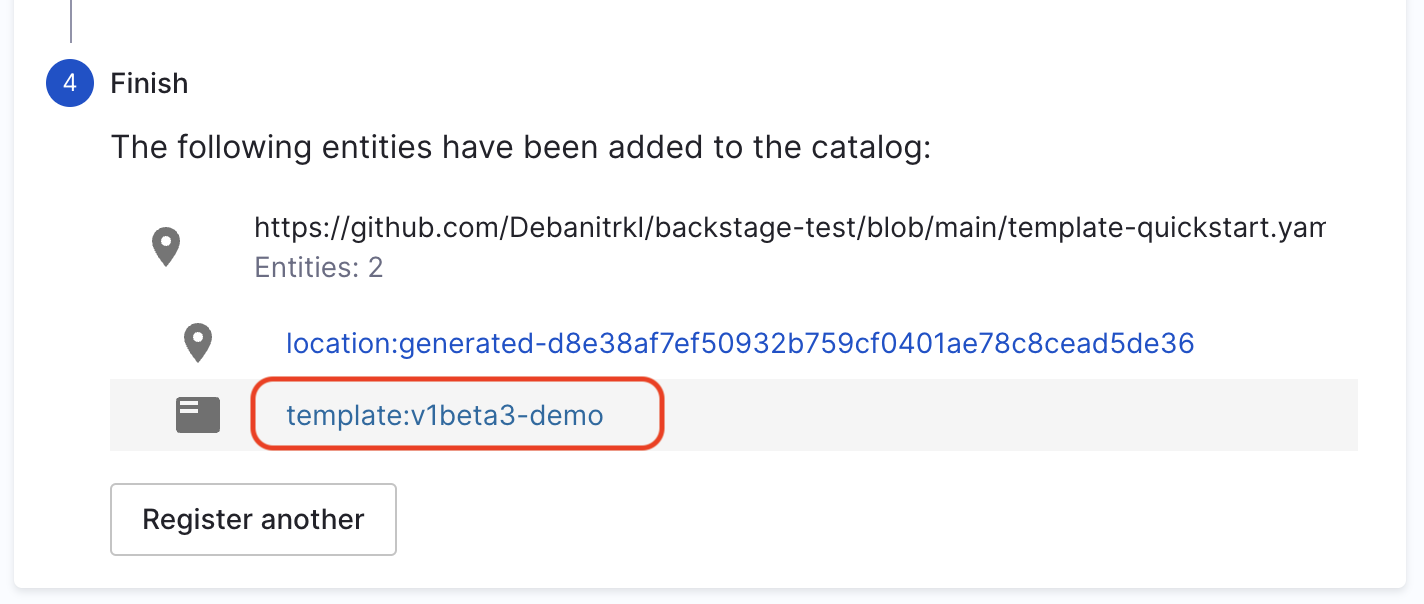 4 Finish
The following entities have been added to the catalog:
https://github.com/Debanitrkl/backstage-test/blob/main/template-quickstart.yam
Entities: 2
location:generated-d8e38af7ef50932b759cf0401ae78c8cead5de36
template:v1beta3-demo
Register another